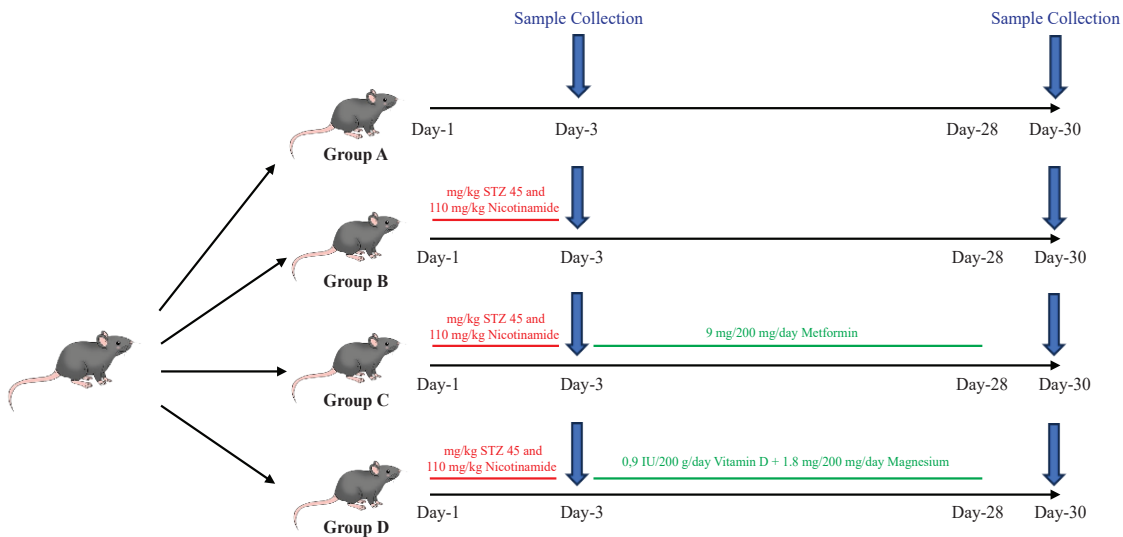 Sample Collection
Sample Collection
Day-1
Day-3
Day-28
Day-30
Group A
mg/kg STZ 45 and
110 mg/kg Nicotinamide
Day-1
Day-3
Day-28
Day-30
Group B
mg/kg STZ 45 and
110 mg/kg Nicotinamide
9 mg/200 mg/day Metformin
Day-1
Day-3
Day-28
Day-30
Group C
mg/kg STZ 45 and
110 mg/kg Nicotinamide
0,9 IU/200 g/day Vitamin D + 1.8 mg/200 mg/day Magnesium
Day-1
Day-3
Day-28
Day-30
Group D